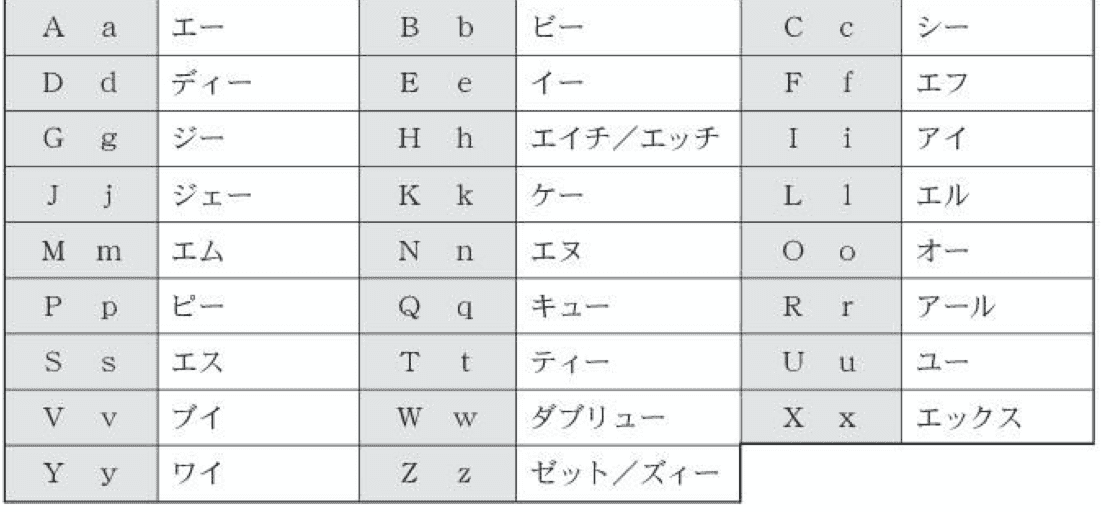 A a エー B b ビー C c シー
D d ディー E e イー F f エフ
G g ジー H h エイチ／エッチ I i アイ
J j ジェー K k ケー L l エル
M m エム N n エヌ O o オー
P p ピー Q q キュー R r アール
S s エス T t ティー U u ユー
V v ブイ W w ダブリュー X x エックス
Y y ワイ Z z ゼット／ズィー